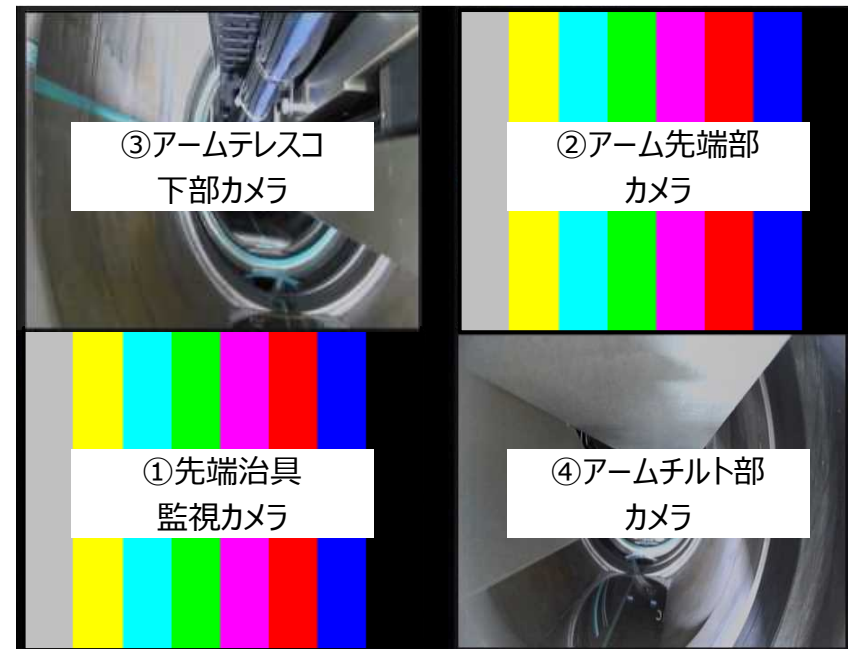 ③アームテレスコ
下部カメラ
②アーム先端部
カメラ
①先端治具
監視カメラ
④アームチルト部
カメラ